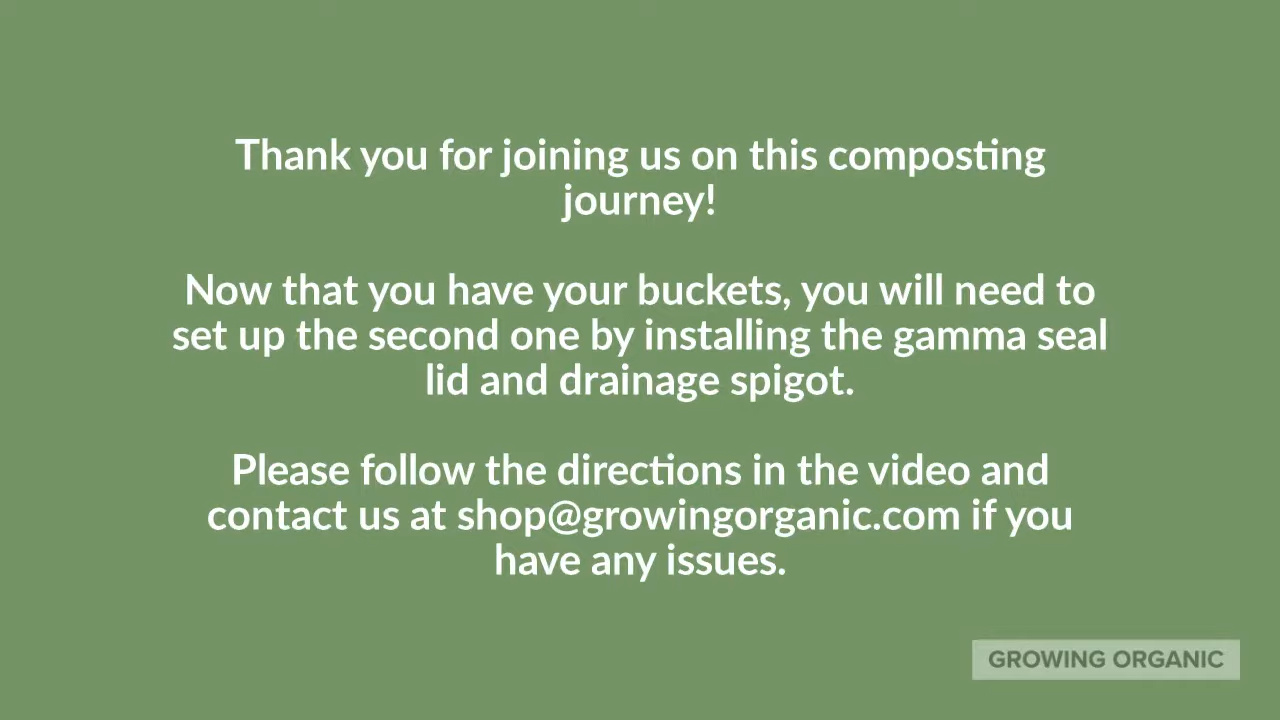 Thank you for joining us on this composting
journey!
Now that you have your buckets, you will need to
set up the second one by installing the gamma seal
lid and drainage spigot.
Please follow the directions in the video and
contact us at shop@growingorganic.com if you
have any issues.
GROWING ORGANIC